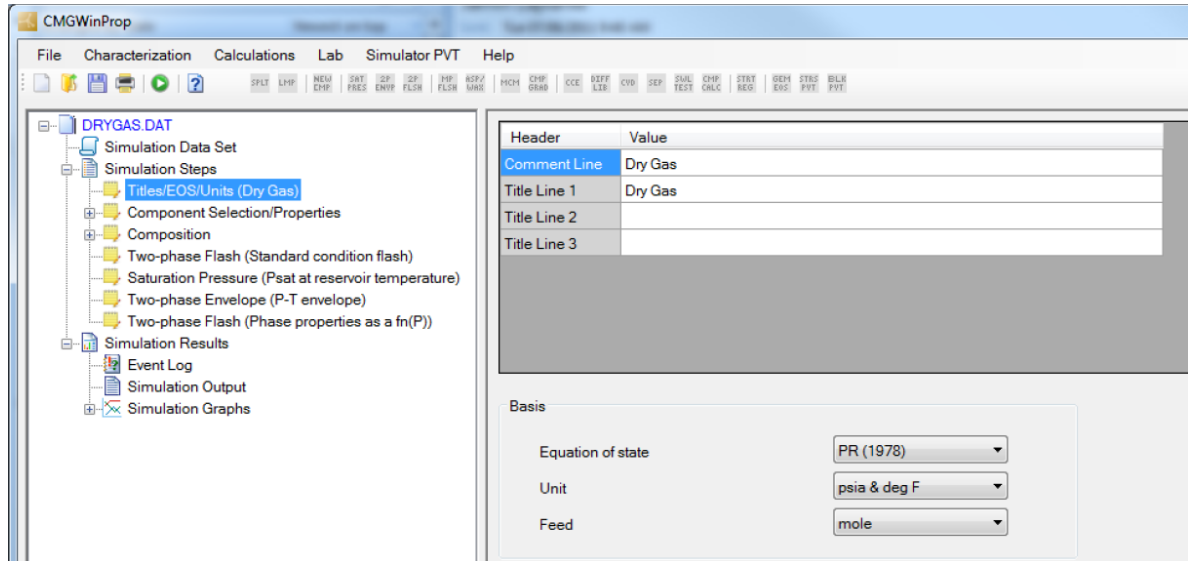 CMGWinProp
File Characterization Calculations Lab Simulator PVT Help
SPLT LMP NEW CMP SAT PRES 2P ENVP 2P FLSH MP FLSH ASP/WAX MCM CMP GRAD CCE DIFF LIB CVD SEP SWL TEST CMP CALC STRT REG GEM EOS STRS PVT BLK PVT
DRYGAS.DAT
Simulation Data Set
Simulation Steps
Titles/EOS/Units (Dry Gas)
Component Selection/Properties
Composition
Two-phase Flash (Standard condition flash)
Saturation Pressure (Psat at reservoir temperature)
Two-phase Envelope (P-T envelope)
Two-phase Flash (Phase properties as a fn(P))
Simulation Results
Event Log
Simulation Output
Simulation Graphs
Header Value
Comment Line Dry Gas
Title Line 1 Dry Gas
Title Line 2
Title Line 3
Basis
Equation of state PR (1978)
Unit psia & deg F
Feed mole